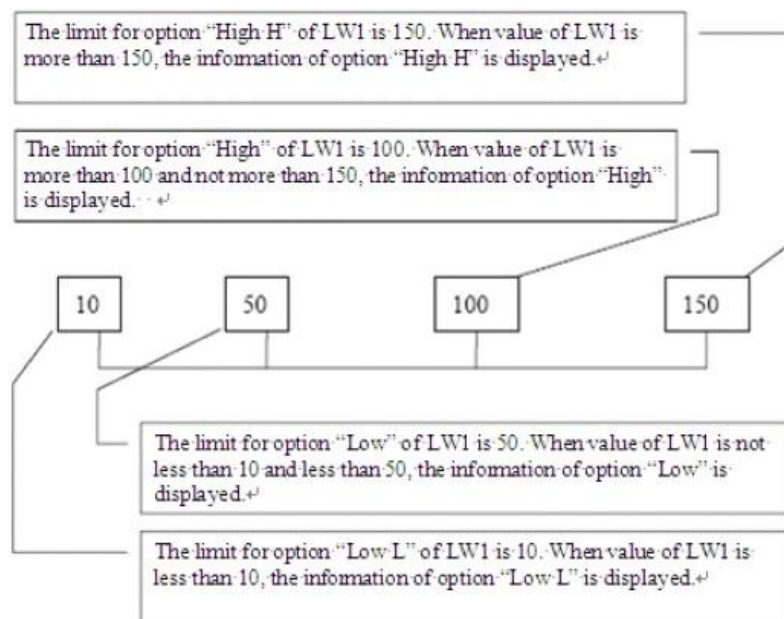 The limit for option “High H” of LW1 is 150. When value of LW1 is
more than 150, the information of option “High H” is displayed.↵
The limit for option “High” of LW1 is 100. When value of LW1 is
more than 100 and not more than 150, the information of option “High”
is displayed. ↵
10
50
100
150
The limit for option “Low” of LW1 is 50. When value of LW1 is not
less than 10 and less than 50, the information of option “Low” is
displayed.↵
The limit for option “Low L” of LW1 is 10. When value of LW1 is
less than 10, the information of option “Low L” is displayed.↵